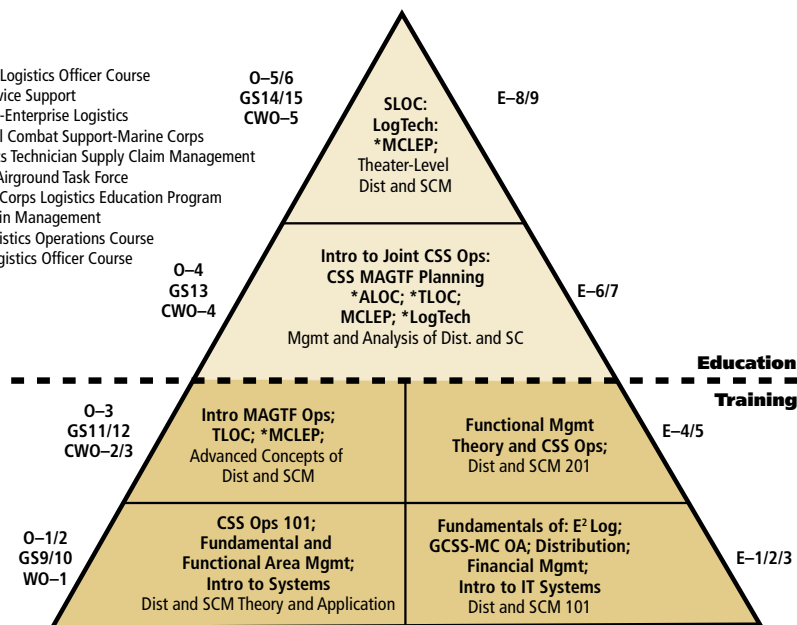 Logistics Officer Course
vice Support
-Enterprise Logistics
l Combat Support-Marine Corps
s Technician Supply Claim Management
Airground Task Force
Corps Logistics Education Program
in Management
istics Operations Course
gistics Officer Course
O–5/6
GS14/15
CWO–5
SLOC:
LogTech:
*MCLEP;
Theater-Level
Dist and SCM
E–8/9
O–4
GS13
CWO–4
Intro to Joint CSS Ops:
CSS MAGTF Planning
*ALOC; *TLOC;
MCLEP; *LogTech
Mgmt and Analysis of Dist. and SC
E–6/7
Education
Training
O–3
GS11/12
CWO–2/3
Intro MAGTF Ops;
TLOC; *MCLEP;
Advanced Concepts of
Dist and SCM
Functional Mgmt
Theory and CSS Ops;
Dist and SCM 201
E–4/5
O–1/2
GS9/10
WO–1
CSS Ops 101;
Fundamental and
Functional Area Mgmt;
Intro to Systems
Dist and SCM Theory and Application
Fundamentals of: E² Log;
GCSS-MC OA; Distribution;
Financial Mgmt;
Intro to IT Systems
Dist and SCM 101
E–1/2/3